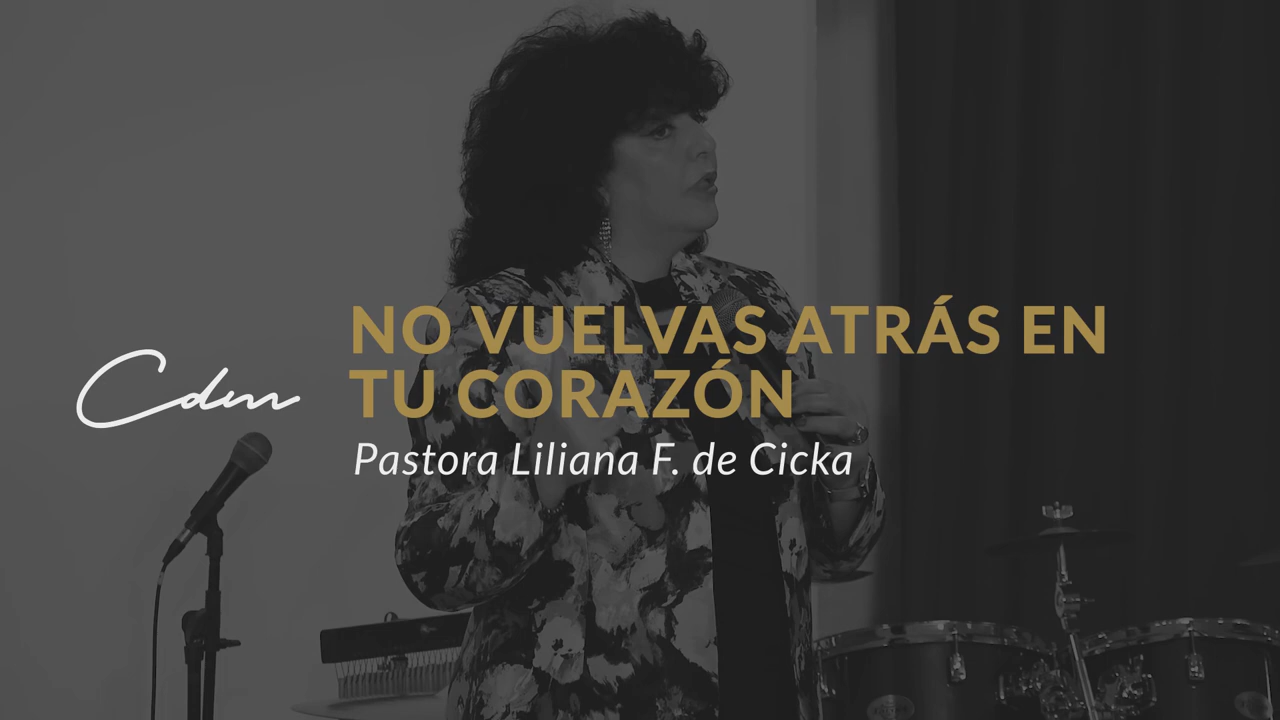 Cdm
NO VUELVAS ATRÁS EN
TU CORAZÓN
Pastora Liliana F. de Cicka